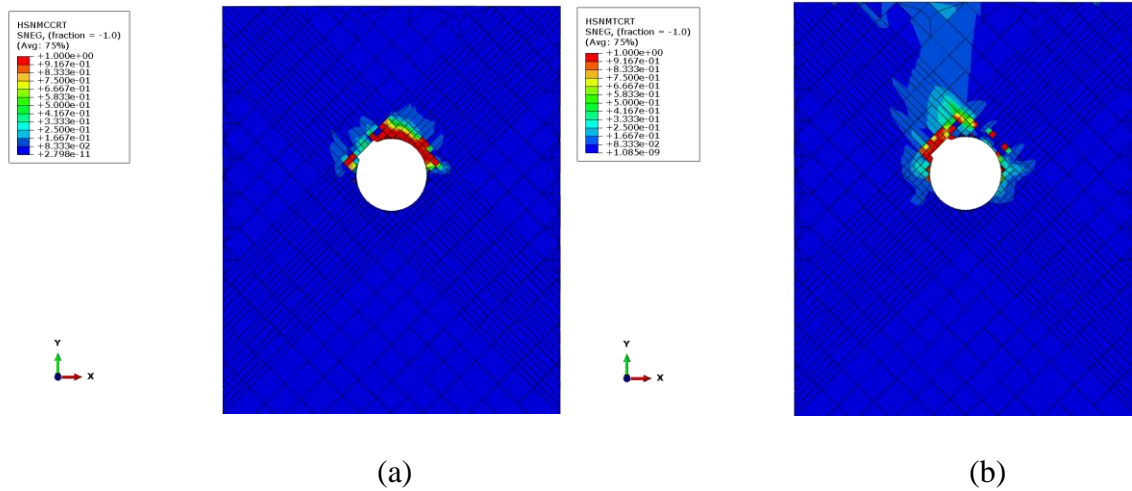 HSNMCCRT
SNEG, (fraction = -1.0)
(Avg: 75%)
+1.000e+00
+9.167e-01
+8.333e-01
+7.500e-01
+6.667e-01
+5.833e-01
+5.000e-01
+4.167e-01
+3.333e-01
+2.500e-01
+1.667e-01
+8.333e-02
+2.798e-11
Y
X
(a)
HSNMTCRT
SNEG, (fraction = -1.0)
(Avg: 75%)
+1.000e+00
+9.167e-01
+8.333e-01
+7.500e-01
+6.667e-01
+5.833e-01
+5.000e-01
+4.167e-01
+3.333e-01
+2.500e-01
+1.667e-01
+8.333e-02
+1.085e-09
Y
X
(b)